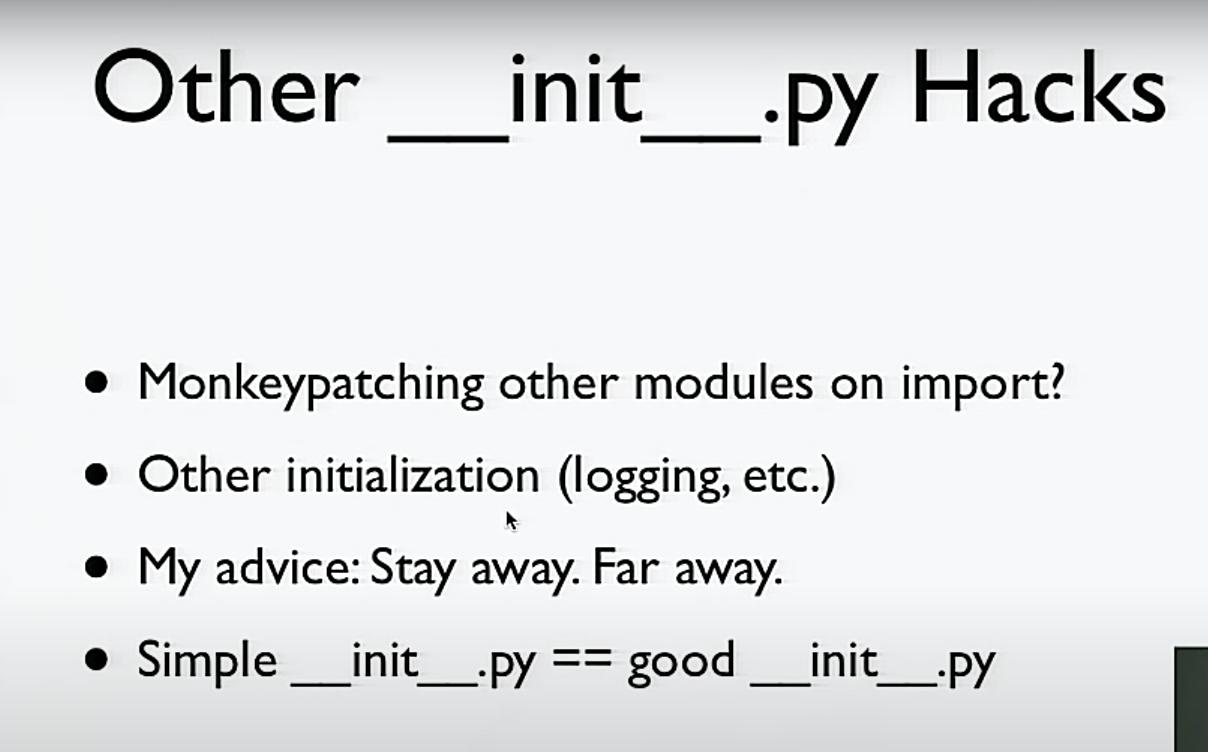 Other __init__.py Hacks
• Monkeypatching other modules on import?
• Other initialization (logging, etc.)
• My advice: Stay away. Far away.
• Simple __init__.py == good __init__.py